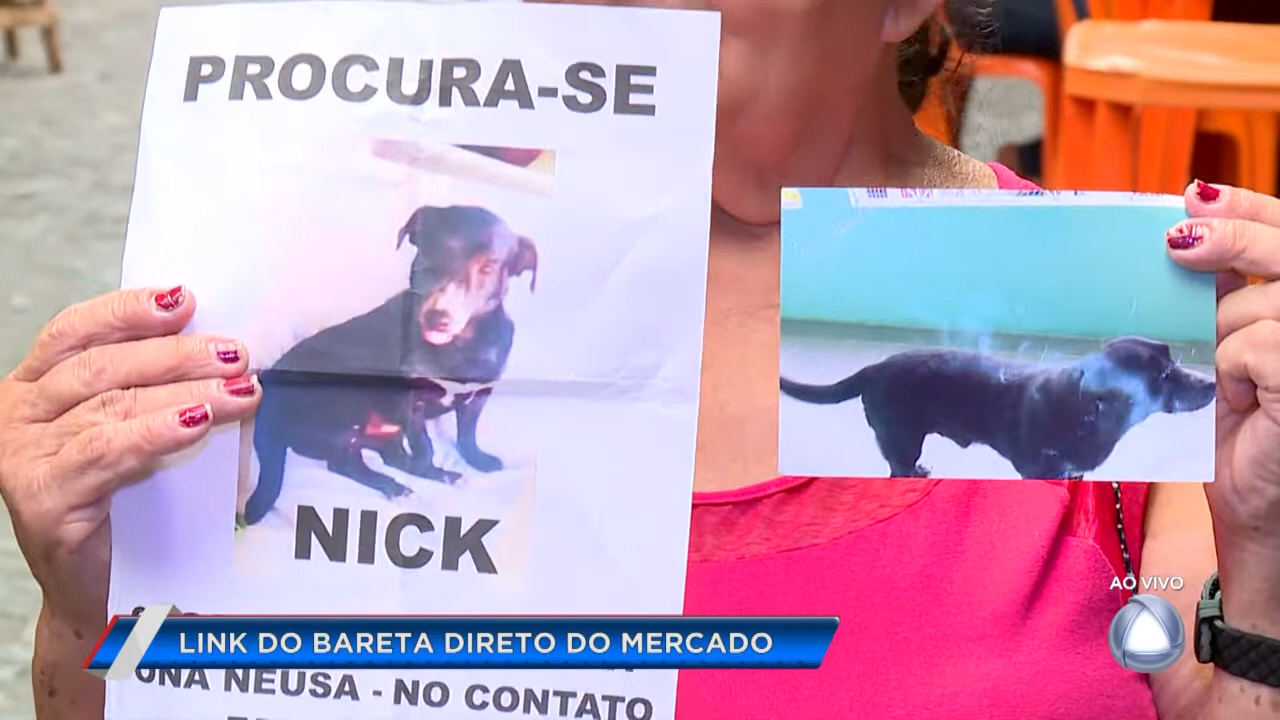 PROCURA-SE
NICK
LINK DO BARETA DIRETO DO MERCADO
NEUSA - NO CONTATO
AO VIVO